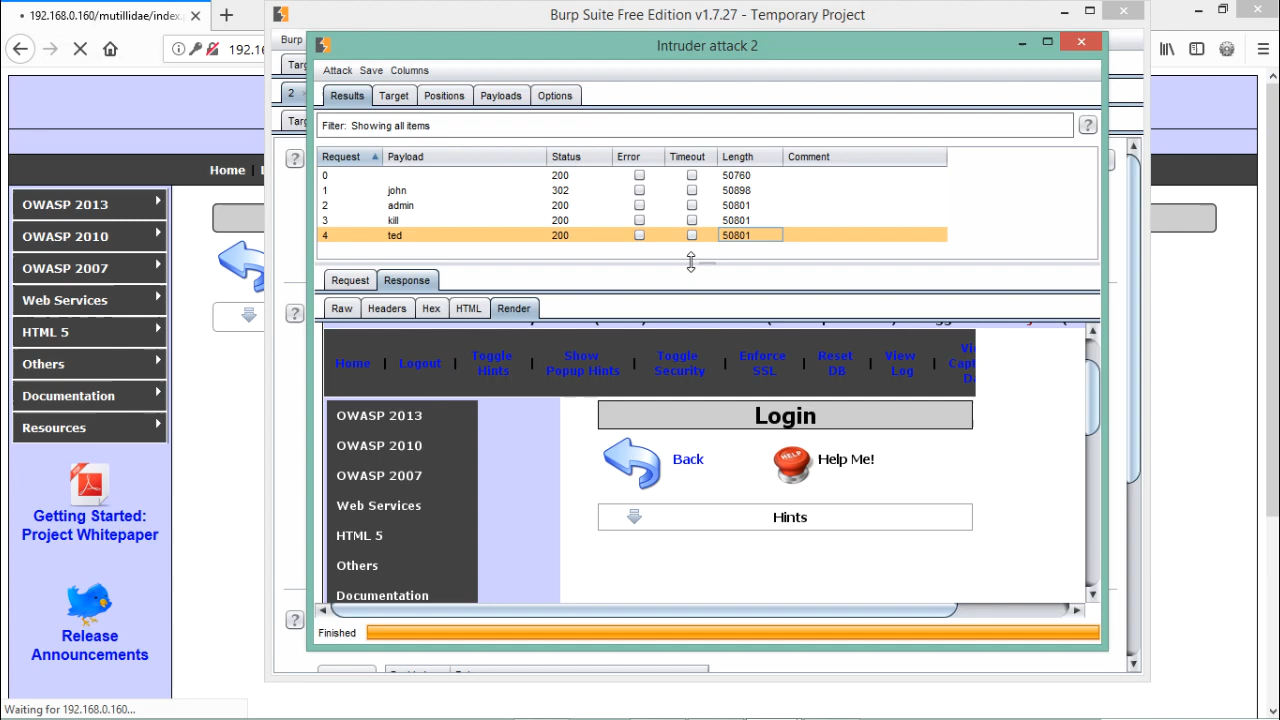 192.168.0.160/mutillidae/index.p
Burp Suite Free Edition v1.7.27 - Temporary Project
192.16
Burp
Intruder attack 2
Targ
2
Targ
Attack Save Columns
Results Target Positions Payloads Options
Filter: Showing all items
?
Request Payload Status Error Timeout Length Comment
0 200 50760
1 john 302 50898
2 admin 200 50801
3 kill 200 50801
4 ted 200 50801
Request Response
Raw Headers Hex HTML Render
Home Logout Toggle Hints Show Popup Hints Toggle Security Enforce SSL Reset DB View Log
OWASP 2013
OWASP 2010
OWASP 2007
Web Services
HTML 5
Others
Documentation
Login
Back
HELP
Help Me!
Hints
Finished
?
?
?
Home
OWASP 2013
OWASP 2010
OWASP 2007
Web Services
HTML 5
Others
Documentation
Resources
Getting Started:
Project Whitepaper
Release
Announcements
Waiting for 192.168.0.160...